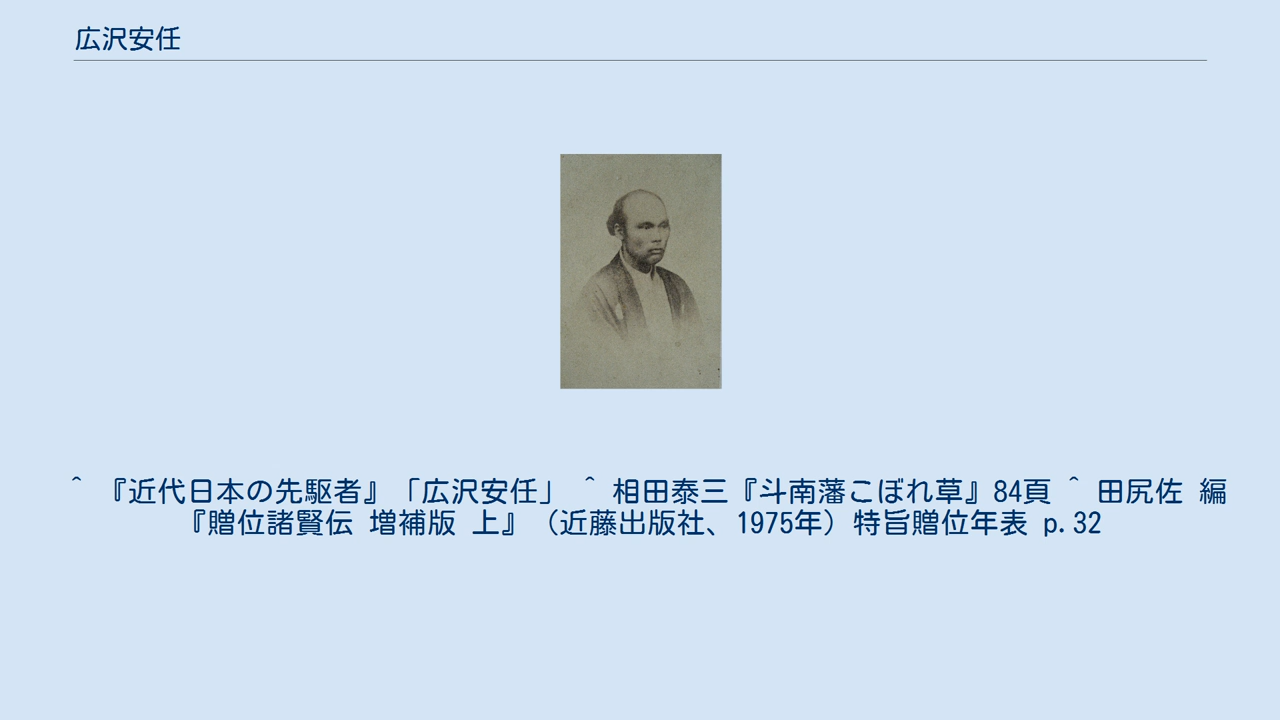 広沢安任
^ 『近代日本の先駆者』「広沢安任」 ^ 相田泰三『斗南藩こぼれ草』84頁 ^ 田尻佐 編
『贈位諸賢伝 増補版 上』（近藤出版社、1975年）特旨贈位年表 p.32